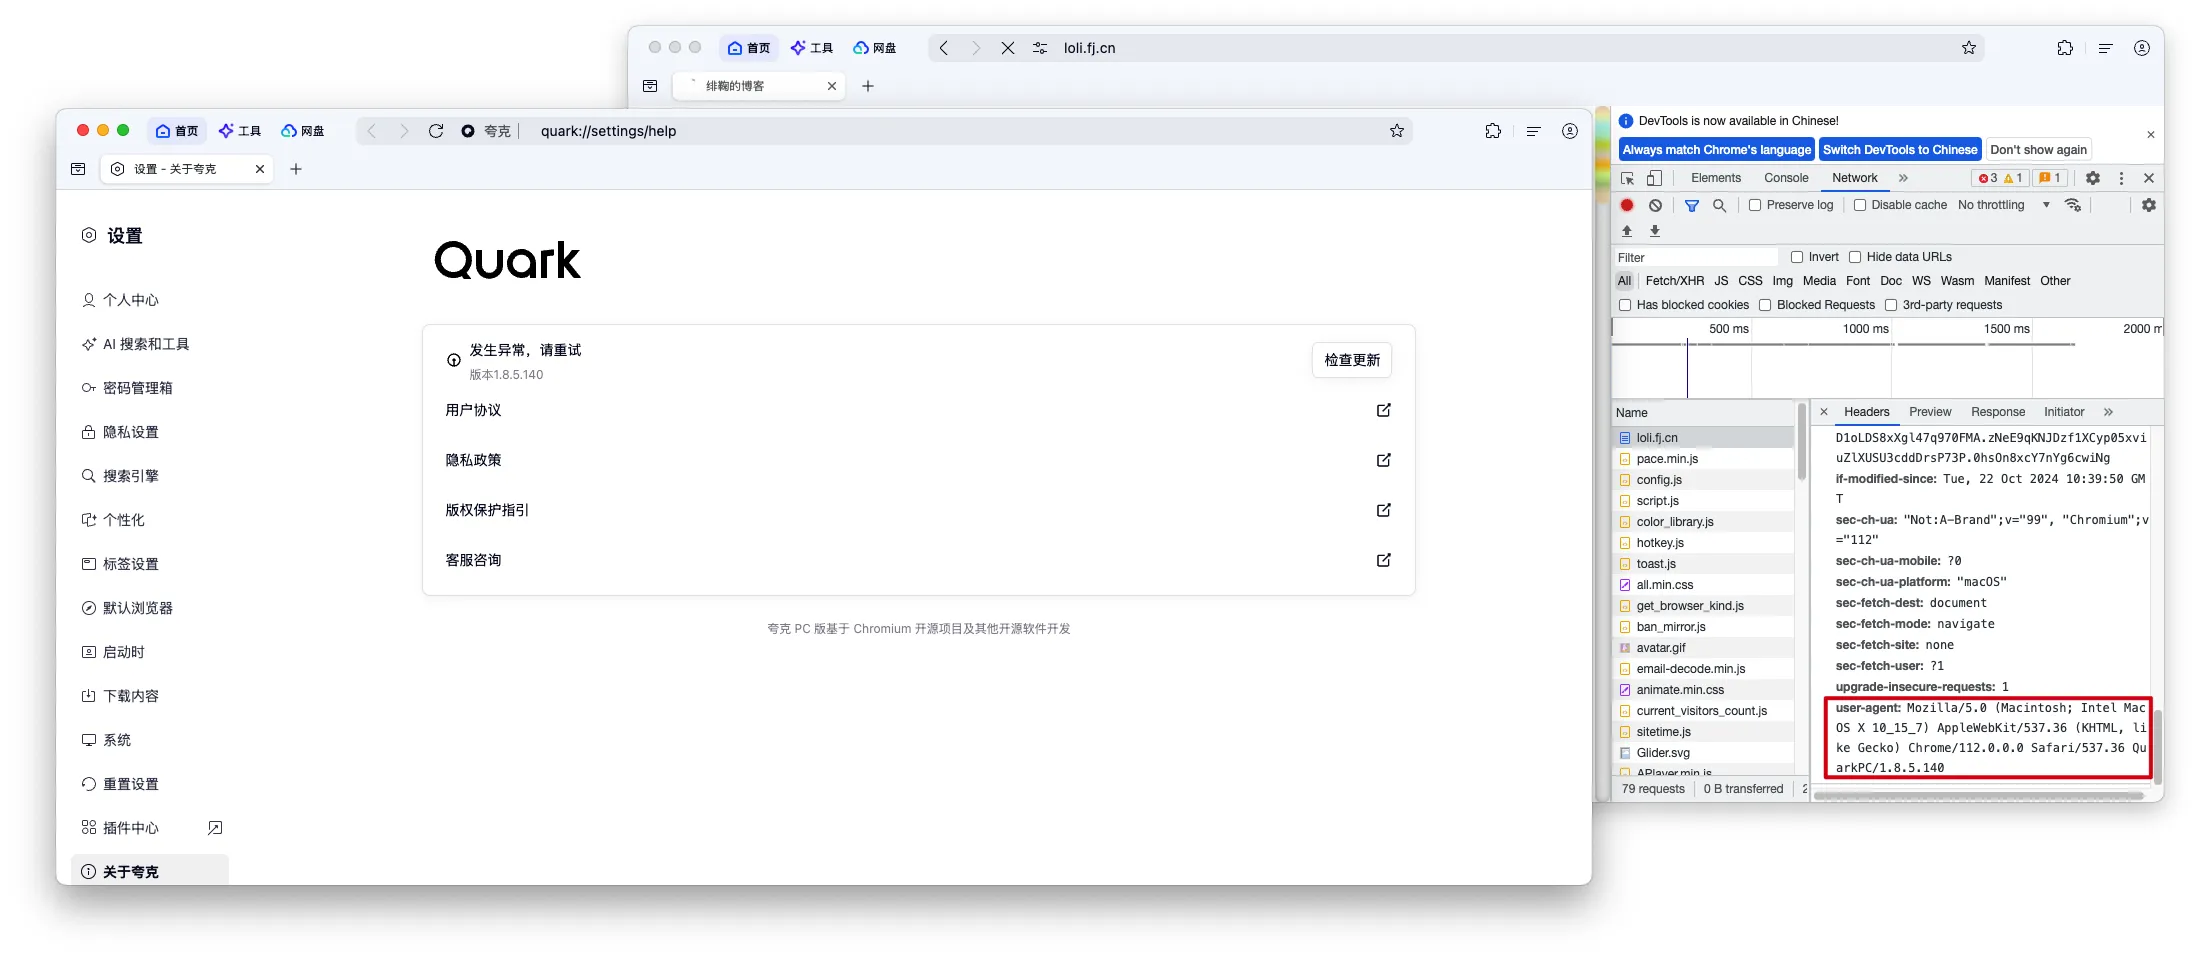 首页
工具
网盘
loli.fj.cn
绯鞠的博客
首页
工具
网盘
夸克
quark://settings/help
设置 - 关于夸克
设置
个人中心
AI 搜索和工具
密码管理箱
隐私设置
搜索引擎
个性化
标签设置
默认浏览器
启动时
下载内容
系统
重置设置
插件中心
关于夸克
Quark
发生异常，请重试
版本1.8.5.140
检查更新
用户协议
隐私政策
版权保护指引
客服咨询
夸克 PC 版基于 Chromium 开源项目及其他开源软件开发
DevTools is now available in Chinese!
Always match Chrome's language
Switch DevTools to Chinese
Don't show again
Elements
Console
Network
3
1
1
Preserve log
Disable cache
No throttling
Filter
Invert
Hide data URLs
All
Fetch/XHR
JS
CSS
Img
Media
Font
Doc
WS
Wasm
Manifest
Other
Has blocked cookies
Blocked Requests
3rd-party requests
500 ms
1000 ms
1500 ms
2000 m
Name
loli.fj.cn
pace.min.js
config.js
script.js
color_library.js
hotkey.js
toast.js
all.min.css
get_browser_kind.js
ban_mirror.js
avatar.gif
email-decode.min.js
animate.min.css
current_visitors_count.js
sitetime.js
Glider.svg
APlayer.min.js
79 requests
0 B transferred
2
Headers
Preview
Response
Initiator
D1oLDS8xXgl47q970FMA.zNeE9qKNJDzf1XCyp05xvi
uZlXUSU3cddDrsP73P.0hsOn8xcY7nYg6cwiNg
if-modified-since: Tue, 22 Oct 2024 10:39:50 GM
T
sec-ch-ua: "Not:A-Brand";v="99", "Chromium";v
="112"
sec-ch-ua-mobile: ?0
sec-ch-ua-platform: "macOS"
sec-fetch-dest: document
sec-fetch-mode: navigate
sec-fetch-site: none
sec-fetch-user: ?1
upgrade-insecure-requests: 1
user-agent: Mozilla/5.0 (Macintosh; Intel Mac
OS X 10_15_7) AppleWebKit/537.36 (KHTML, li
ke Gecko) Chrome/112.0.0.0 Safari/537.36 Qu
arkPC/1.8.5.140